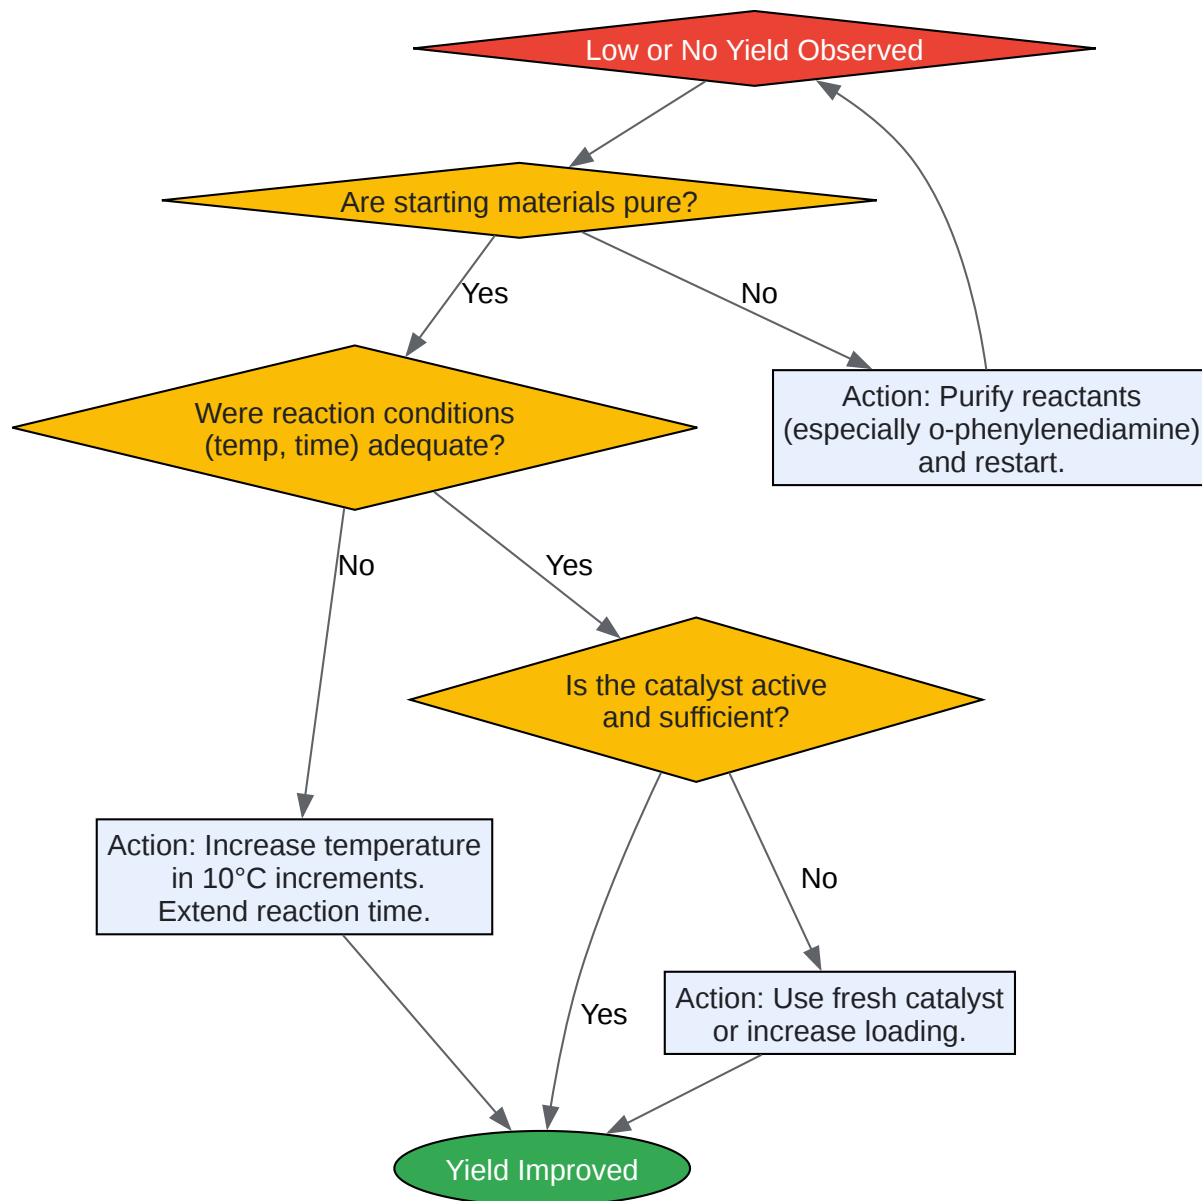 Low or No Yield Observed
Are starting materials pure?
Yes
No
Action: Purify reactants
(especially o-phenylenediamine)
and restart.
Were reaction conditions
(temp, time) adequate?
No
Yes
Is the catalyst active
and sufficient?
Action: Increase temperature
in 10°C increments.
Extend reaction time.
No
Yes
Action: Use fresh catalyst
or increase loading.
Yield Improved